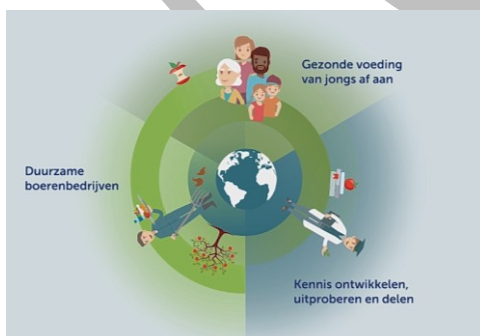 Gezonde voeding
van jongs af aan
Duurzame
boerenbedrijven
Kennis ontwikkelen,
uitproberen en delen